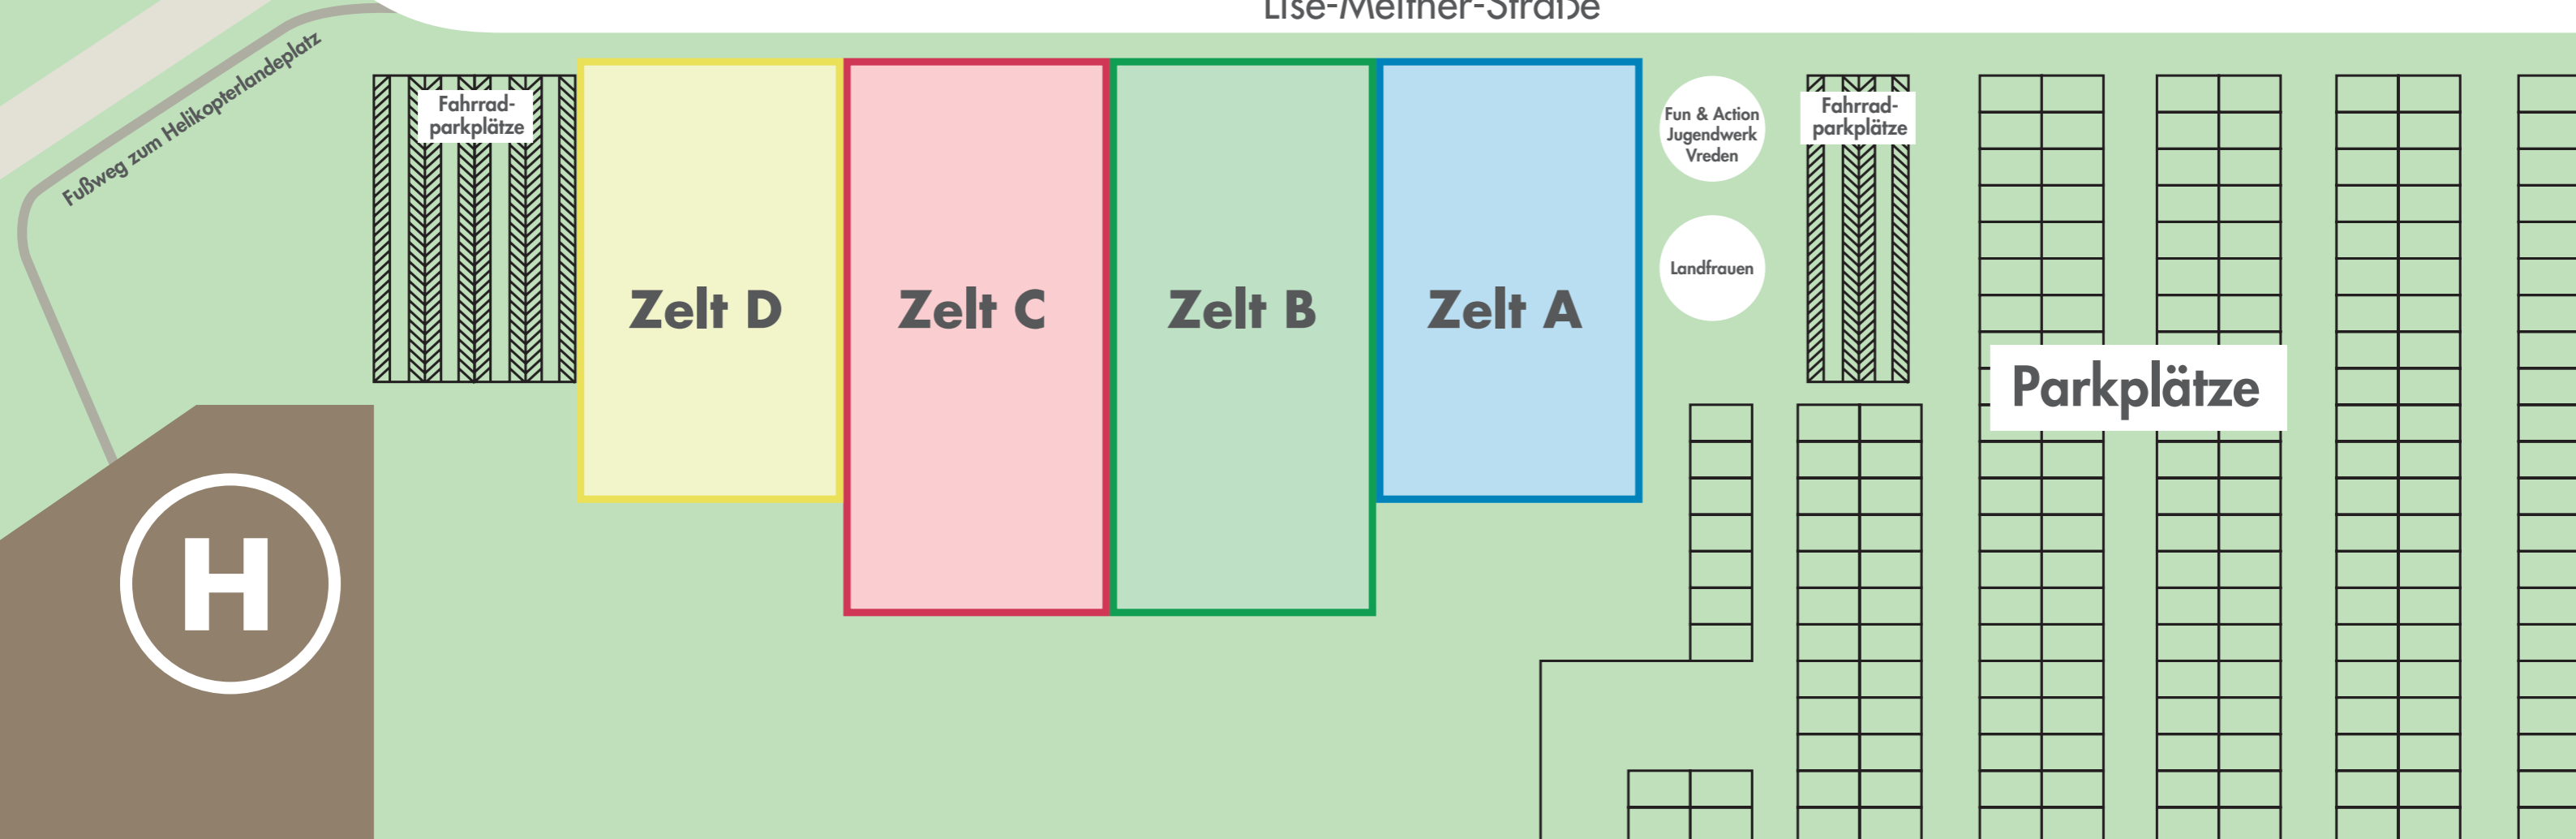 Lise-Meitner-Straße
Fußweg zum Helikopterlandeplatz
Fahrrad-
parkplätze
Zelt D
Zelt C
Zelt B
Zelt A
Fun & Action
Jugendwerk
Vreden
Landfrauen
Fahrrad-
parkplätze
Parkplätze
H